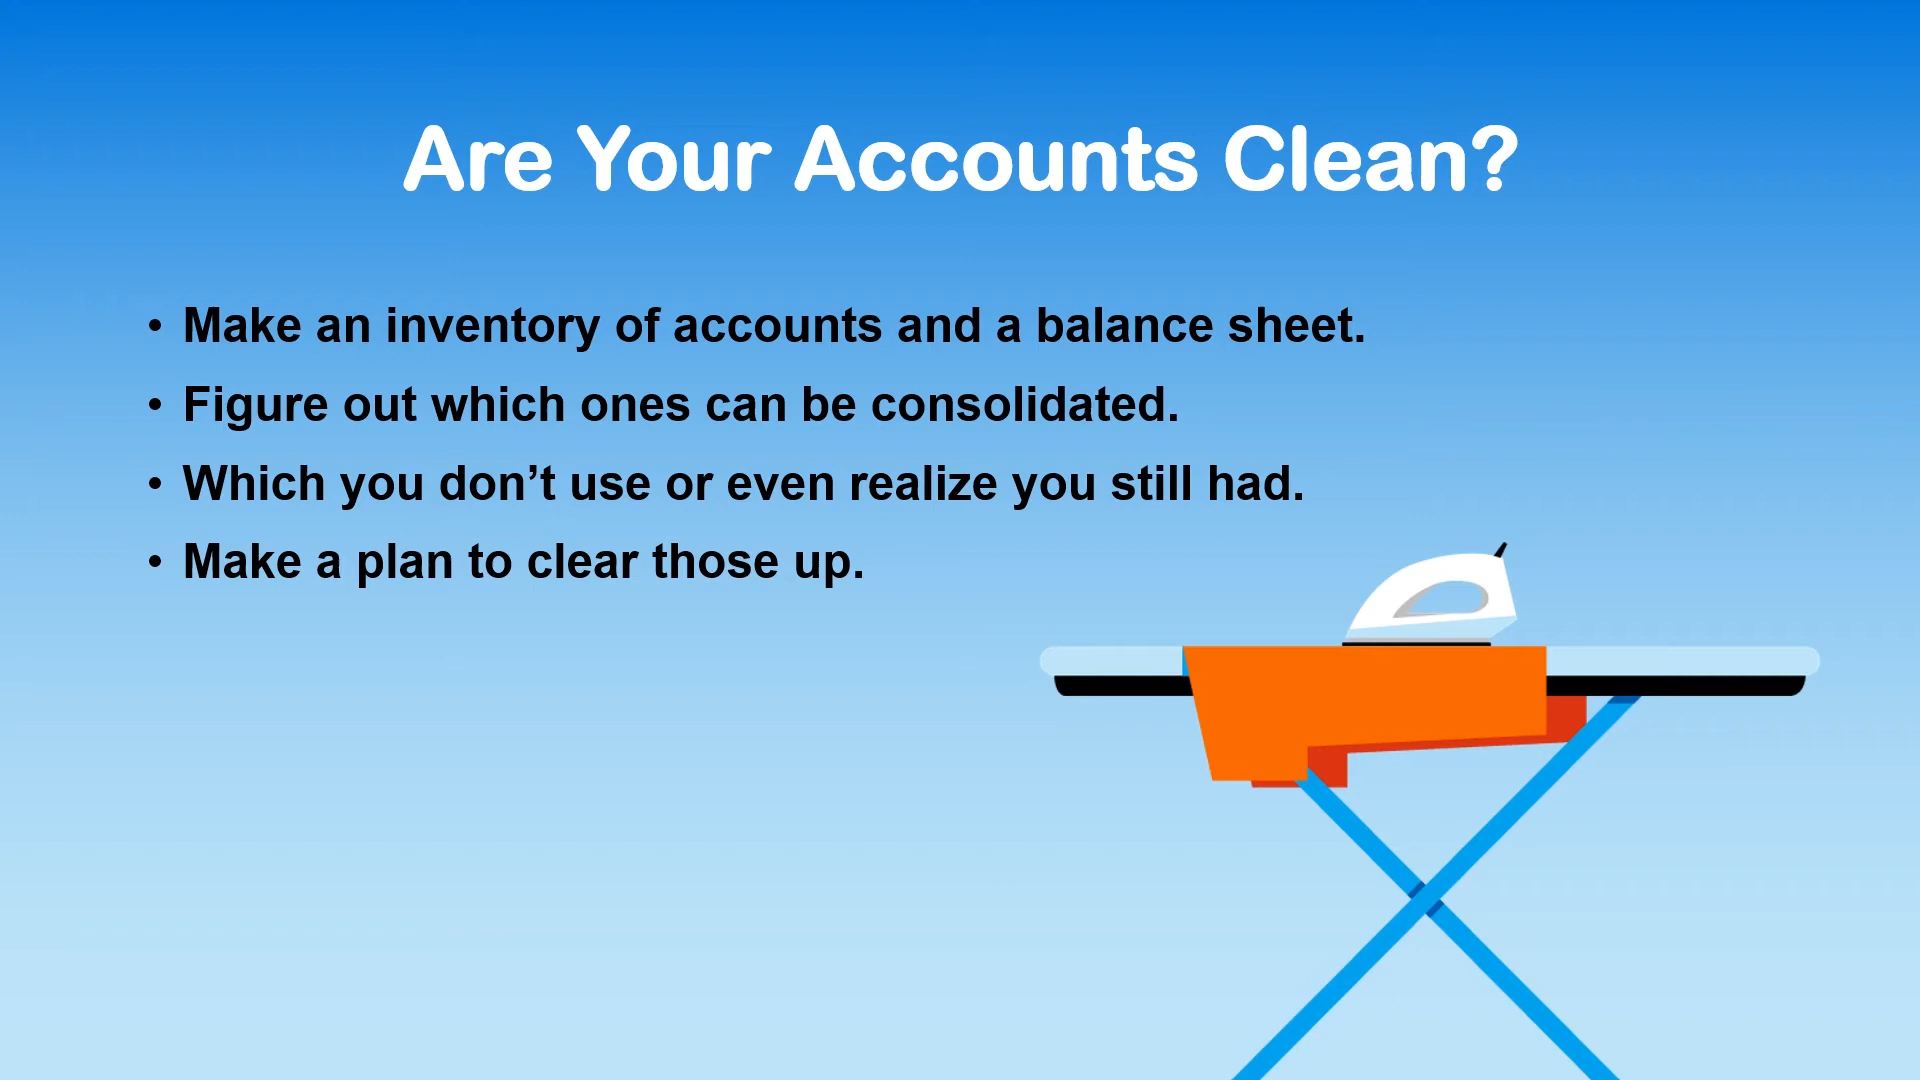 Are Your Accounts Clean?
• Make an inventory of accounts and a balance sheet.
• Figure out which ones can be consolidated.
• Which you don’t use or even realize you still had.
• Make a plan to clear those up.